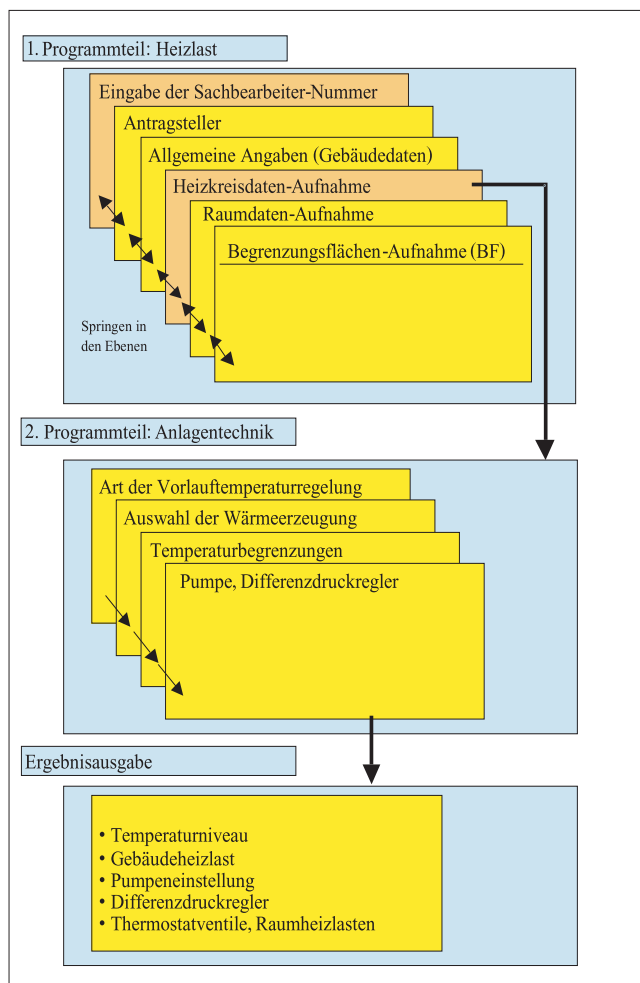 1. Programmteil: Heizlast
Eingabe der Sachbearbeiter-Nummer
Antragsteller
Allgemeine Angaben (Gebäudedaten)
Heizkreisdaten-Aufnahme
Raumdaten-Aufnahme
Begrenzungsflächen-Aufnahme (BF)
Springen in
den Ebenen
2. Programmteil: Anlagentechnik
Art der Vorlauftemperaturregelung
Auswahl der Wärmeerzeugung
Temperaturbegrenzungen
Pumpe, Differenzdruckregler
Ergebnisausgabe
• Temperaturniveau
• Gebäudeheizlast
• Pumpeneinstellung
• Differenzdruckregler
• Thermostatventile, Raumheizlasten